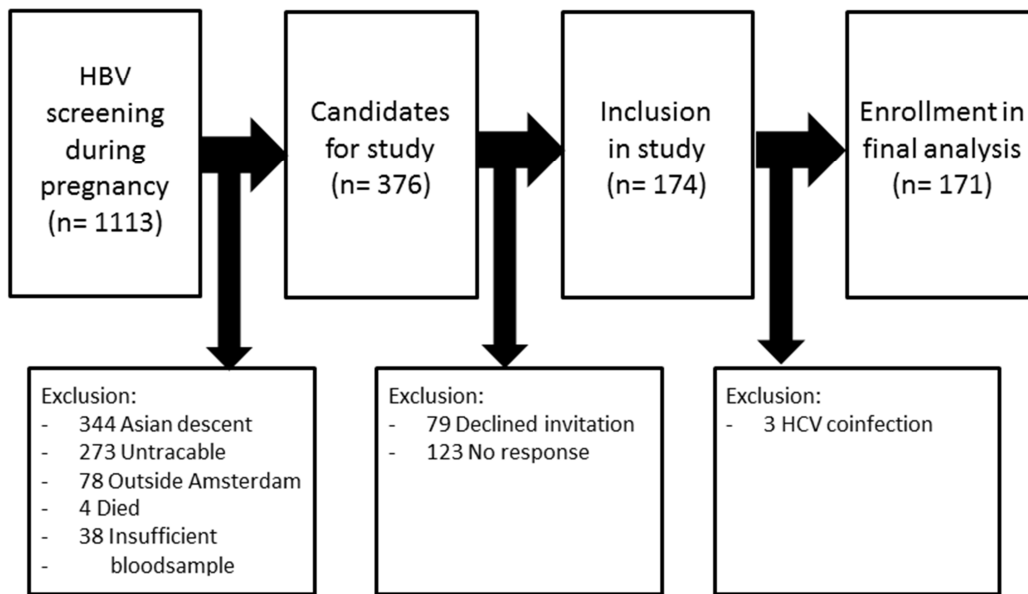 HBV
screening
during
pregnancy
(n= 1113)
Candidates
for study
(n= 376)
Inclusion
in study
(n= 174)
Enrollment in
final analysis
(n= 171)
Exclusion:
- 344 Asian descent
- 273 Untracable
- 78 Outside Amsterdam
- 4 Died
- 38 Insufficient
- bloodsample
Exclusion:
- 79 Declined invitation
- 123 No response
Exclusion:
- 3 HCV coinfection